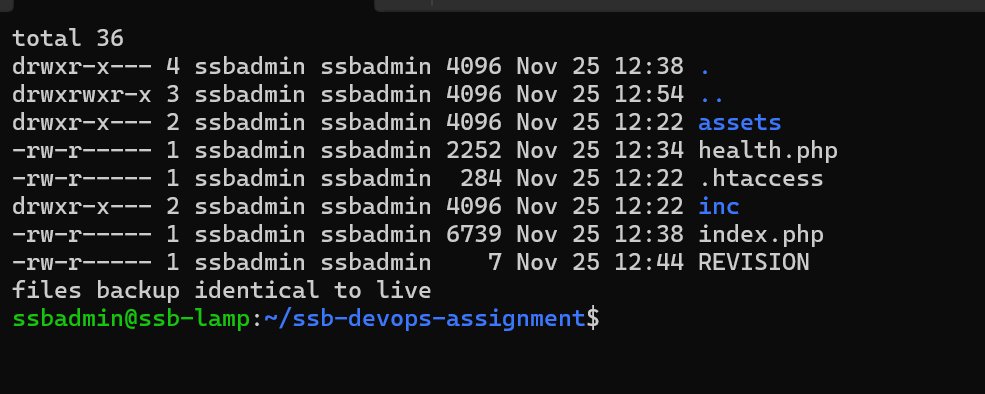 total 36
drwxr-x--- 4 ssbadmin ssbadmin 4096 Nov 25 12:38 .
drwxrwxr-x 3 ssbadmin ssbadmin 4096 Nov 25 12:54 ..
drwxr-x--- 2 ssbadmin ssbadmin 4096 Nov 25 12:22 assets
-rw-r----- 1 ssbadmin ssbadmin 2252 Nov 25 12:34 health.php
-rw-r----- 1 ssbadmin ssbadmin  284 Nov 25 12:22 .htaccess
drwxr-x--- 2 ssbadmin ssbadmin 4096 Nov 25 12:22 inc
-rw-r----- 1 ssbadmin ssbadmin 6739 Nov 25 12:38 index.php
-rw-r----- 1 ssbadmin ssbadmin    7 Nov 25 12:44 REVISION
files backup identical to live
ssbadmin@ssb-lamp:~/ssb-devops-assignment$